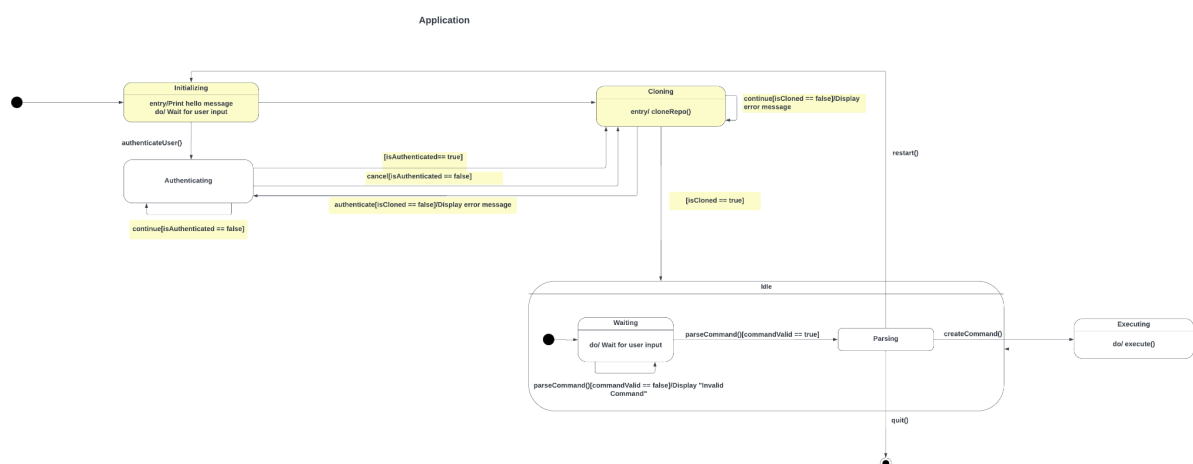 Application
Initializing
entry/Print hello message
do/ Wait for user input
Cloning
entry/ cloneRepo()
continue[isCloned == false]/Display
error message
authenticateUser()
restart()
Authenticating
[isAuthenticated== true]
cancel[isAuthenticated == false]
authenticate[isCloned == false]/Display error message
[isCloned == true]
continue[isAuthenticated == false]
Idle
Waiting
do/ Wait for user input
parseCommand()[commandValid == true]
Parsing
createCommand()
Executing
do/ execute()
parseCommand()[commandValid == false]/Display "Invalid
Command"
quit()